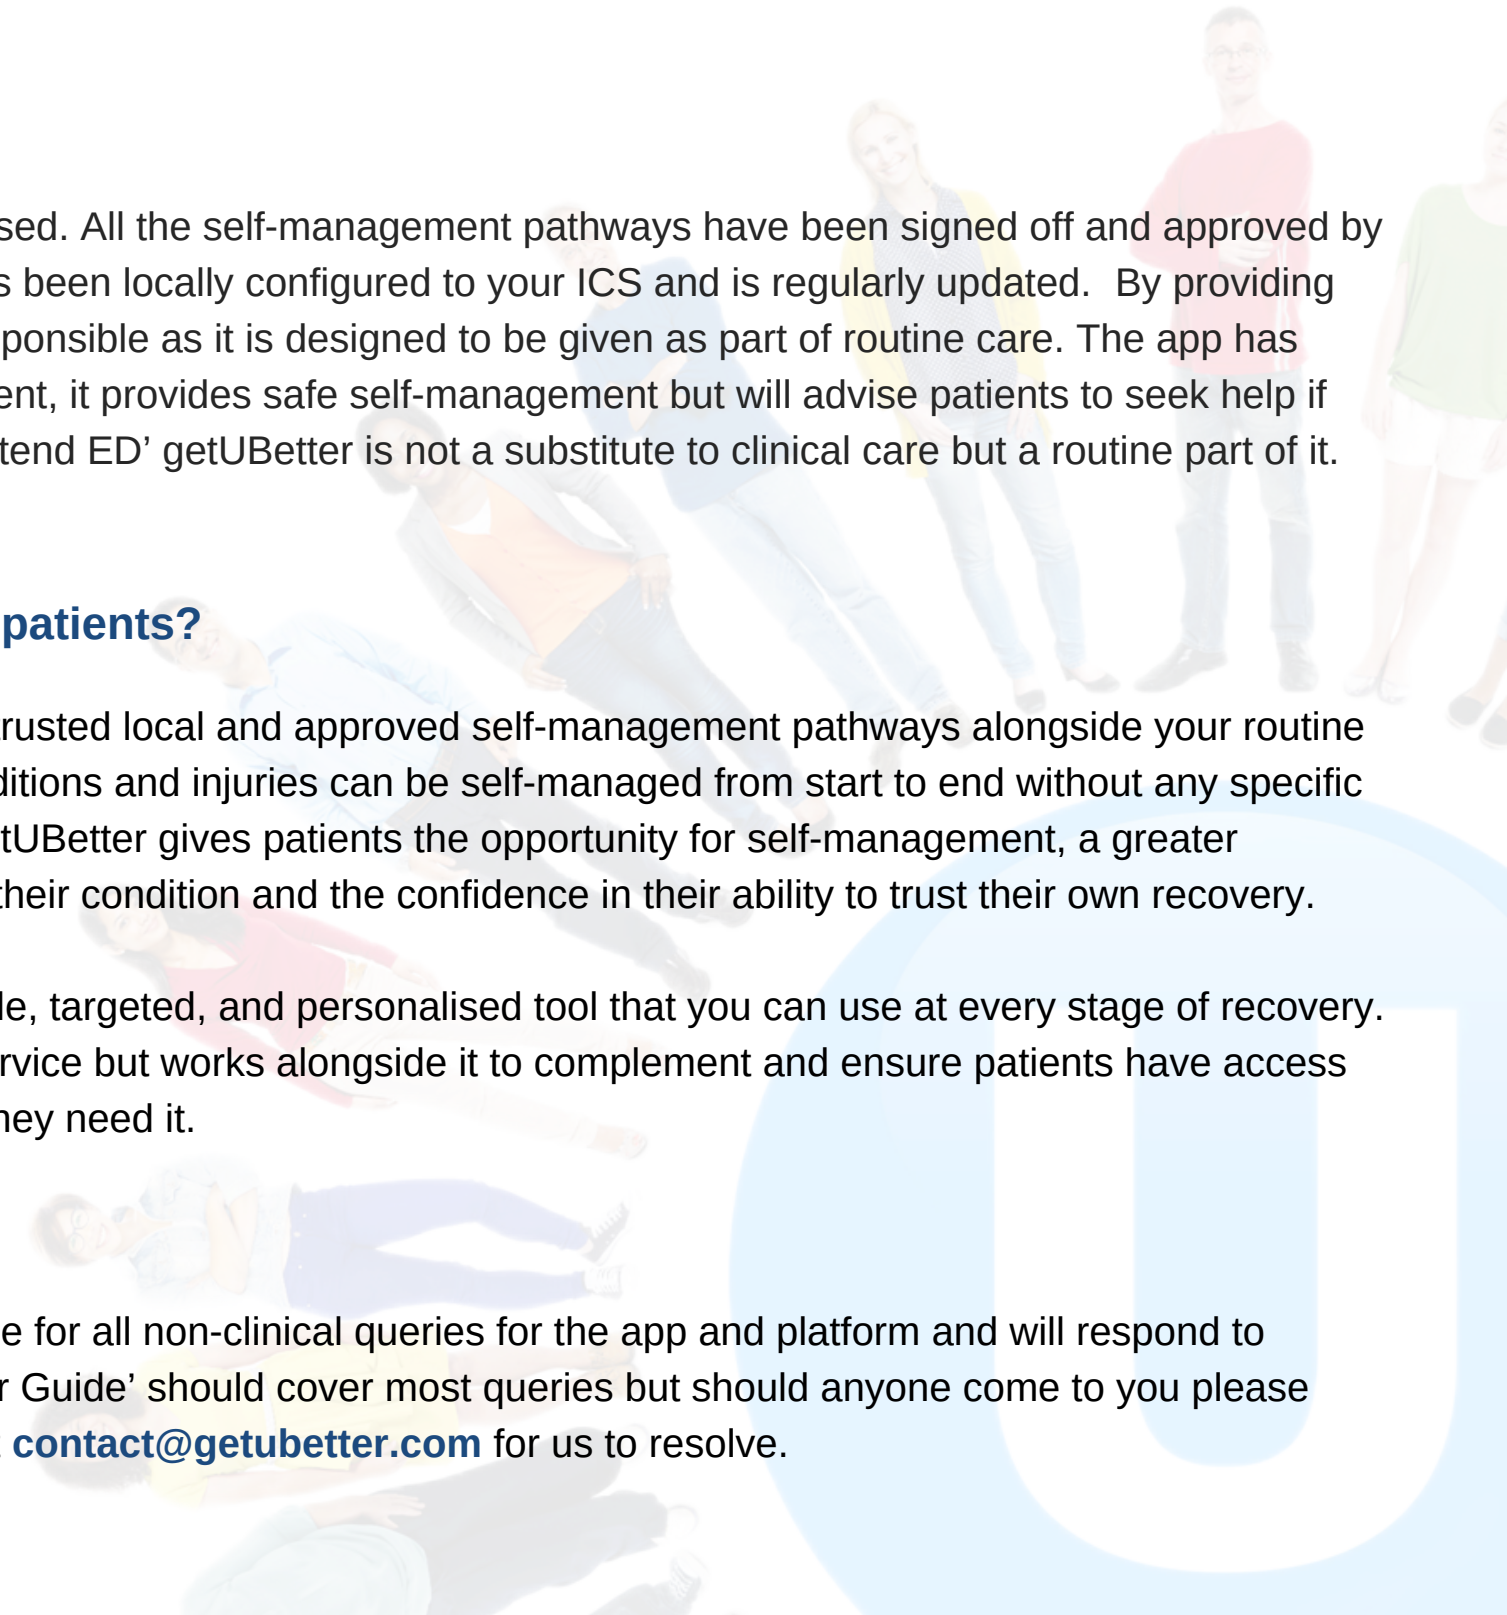 sed. All the self-management pathways have been signed off and approved by
s been locally configured to your ICS and is regularly updated. By providing
ponsible as it is designed to be given as part of routine care. The app has
ent, it provides safe self-management but will advise patients to seek help if
tend ED’ getUBetter is not a substitute to clinical care but a routine part of it.
patients?
trusted local and approved self-management pathways alongside your routine
ditions and injuries can be self-managed from start to end without any specific
tUBetter gives patients the opportunity for self-management, a greater
their condition and the confidence in their ability to trust their own recovery.
le, targeted, and personalised tool that you can use at every stage of recovery.
rvice but works alongside it to complement and ensure patients have access
hey need it.
e for all non-clinical queries for the app and platform and will respond to
r Guide’ should cover most queries but should anyone come to you please
contact@getubetter.com for us to resolve.
U